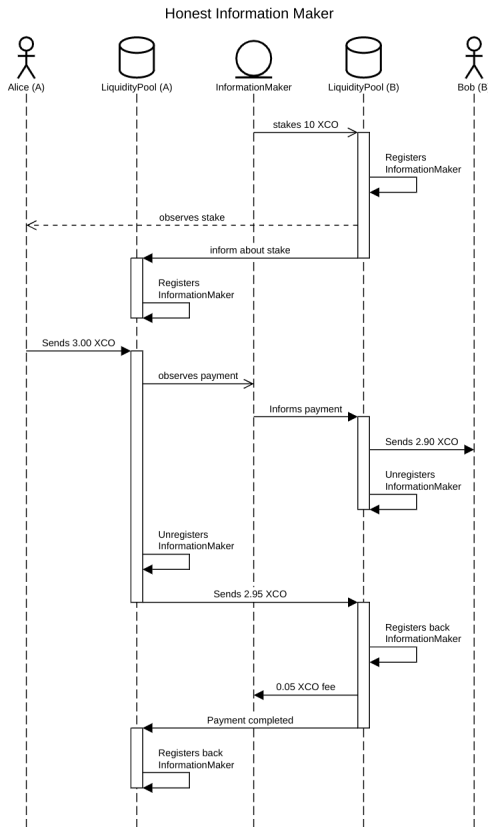 Honest Information Maker
Alice (A)
LiquidityPool (A)
InformationMaker
LiquidityPool (B)
Bob (B
stakes 10 XCO
Registers
InformationMaker
observes stake
inform about stake
Registers
InformationMaker
Sends 3.00 XCO
observes payment
Informs payment
Sends 2.90 XCO
Unregisters
InformationMaker
Unregisters
InformationMaker
Sends 2.95 XCO
Registers back
InformationMaker
0.05 XCO fee
Payment completed
Registers back
InformationMaker